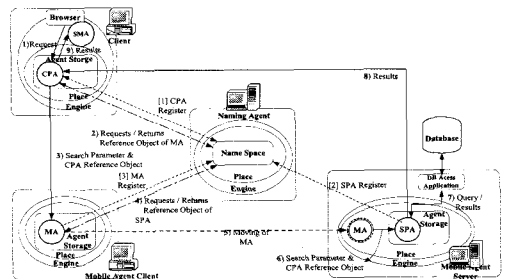 Browser
SMA
Client
1)Request
9) Results
Agent Storge
CPA
Place
Engine
8) Results
[1] CPA
Register
Naming Agent
2) Requests / Returns
Reference Object of MA
Name Space
Place
Engine
Database
3) Search Parameter &
CPA Reference Object
[3] MA
Register
4) Requests / Returns
Reference Object of
SPA
[2] SPA Register
DB Acess
Application
7) Query /
Results
MA
Agent
Storage
Place
Engine
Mobile Agent Client
5) Moving of
MA
MA
SPA
Agent
Storage
Place
Engine
6) Search Parameter &
CPA Reference Object
Mobile Agent
Server